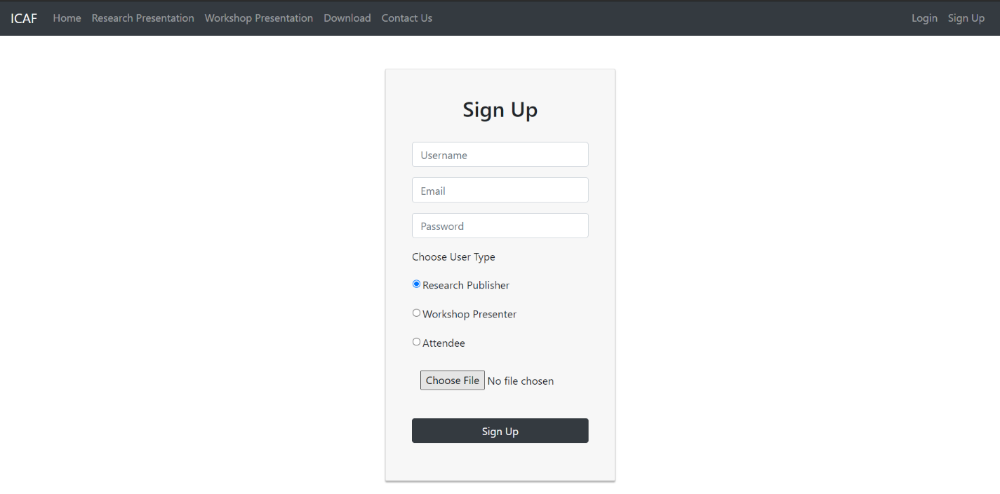 ICAF Home Research Presentation Workshop Presentation Download Contact Us Login Sign Up
Sign Up
Username
Email
Password
Choose User Type
Research Publisher
Workshop Presenter
Attendee
Choose File No file chosen
Sign Up